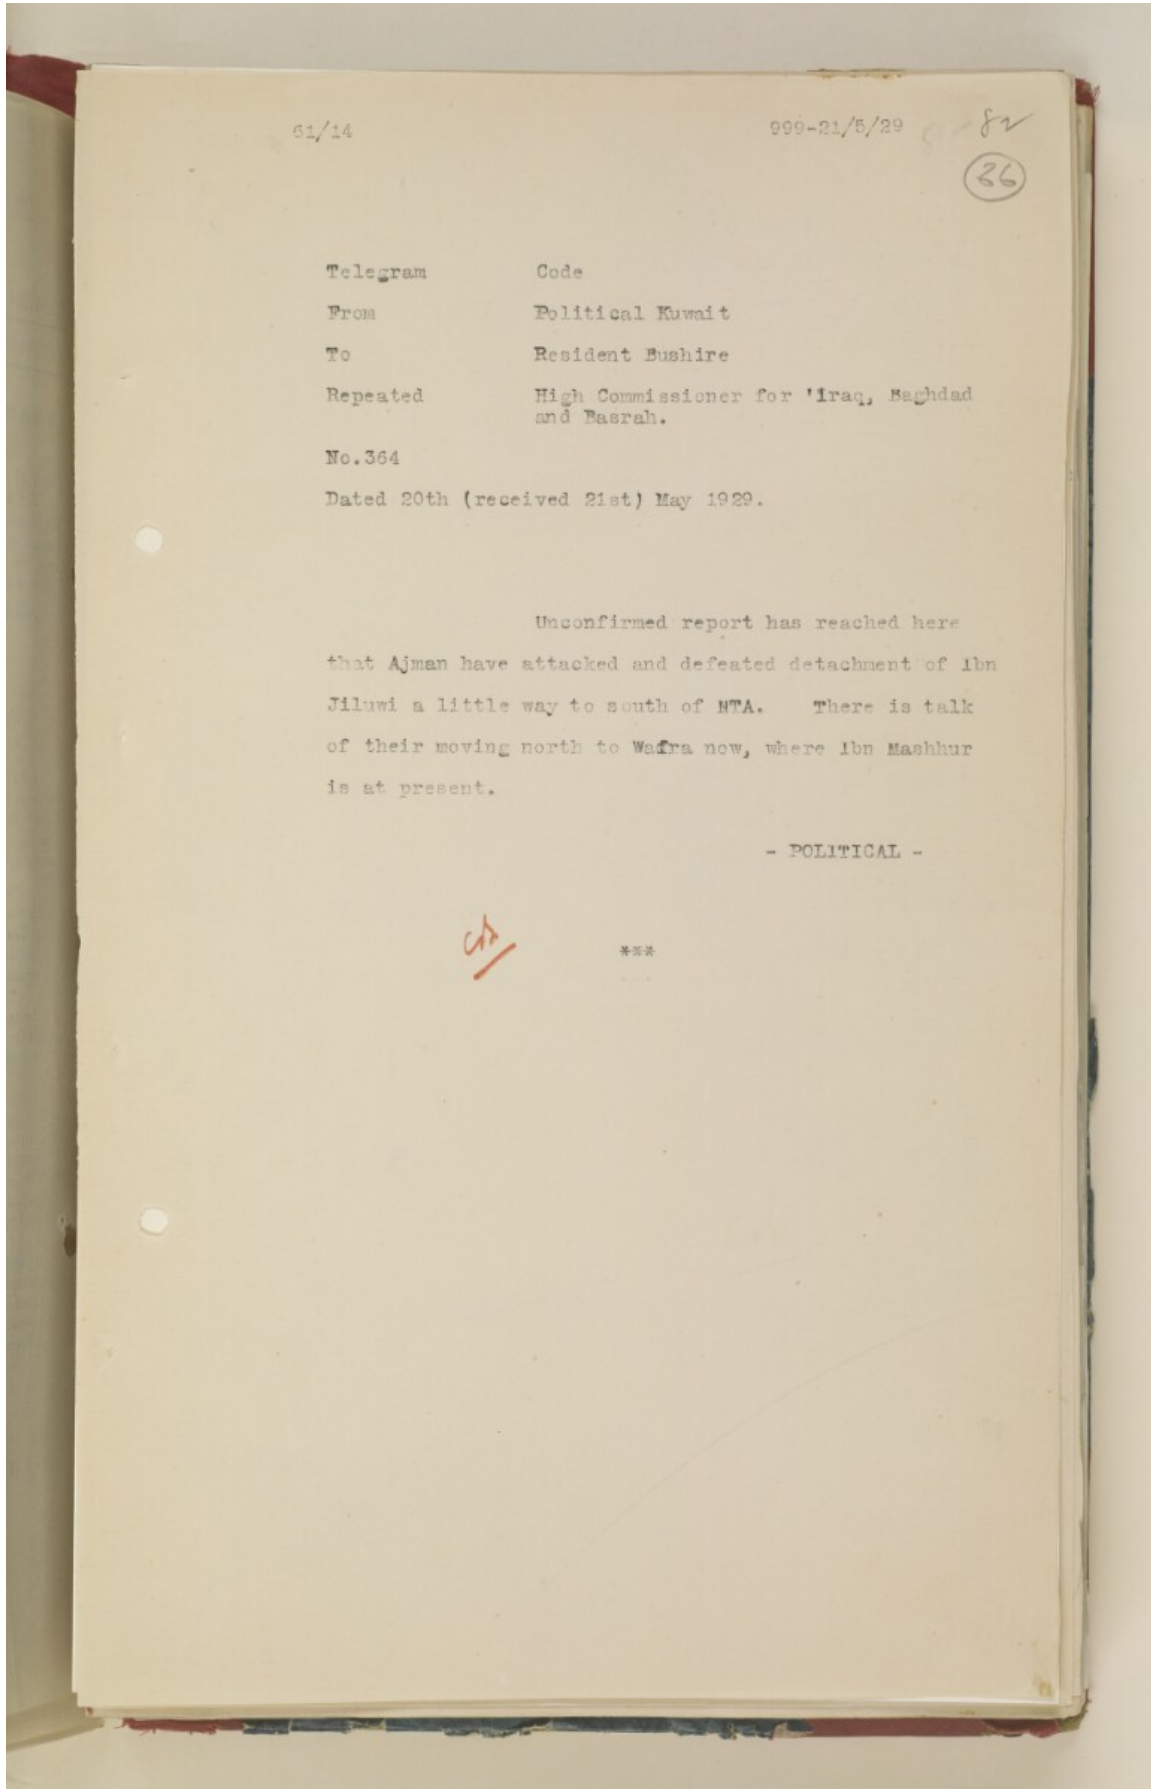 61/14
999-21/5/29
82
36
Telegram Code
From Political Kuwait
To Resident Bushire
Repeated High Commissioner for 'Iraq, Baghdad
and Basrah.
No.364
Dated 20th (received 21st) May 1929.
Unconfirmed report has reached here
that Ajman have attacked and defeated detachment of Ibn
Jiluwi a little way to south of NTA. There is talk
of their moving north to Wafra now, where Ibn Mashhur
is at present.
- POLITICAL -
***